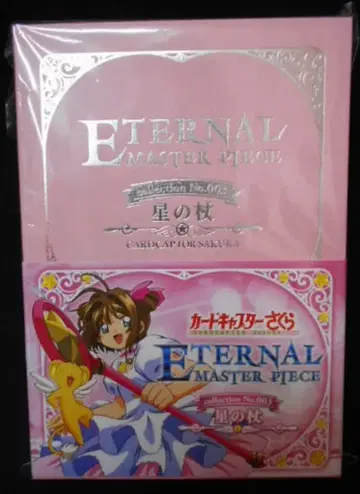 ETERNAL
MASTER PIECE
collection No.003
星の杖
CARDCAPTOR SAKURA
カードキャプターさくら
ETERNAL
MASTER PIECE
collection No.003
星の杖